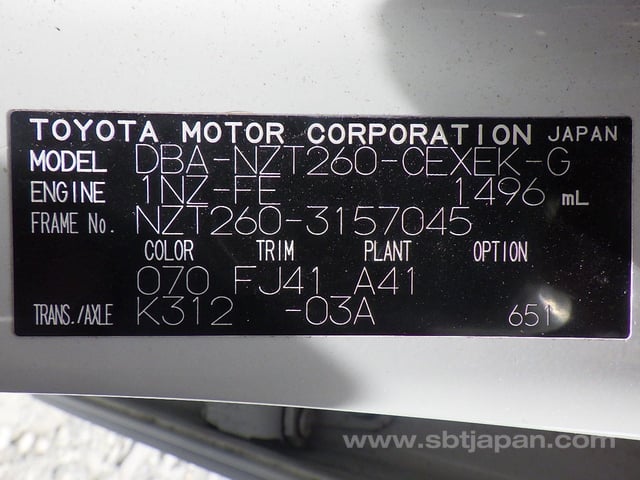 TOYOTA MOTOR CORPORATION JAPAN
MODEL DBA-NZT260-CEXEK-G
ENGINE 1NZ-FE 1496 mL
FRAME No. NZT260-3157045
COLOR TRIM PLANT OPTION
070 FJ41 A41
TRANS./AXLE K312 -03A 651
www.sbtjapan.com